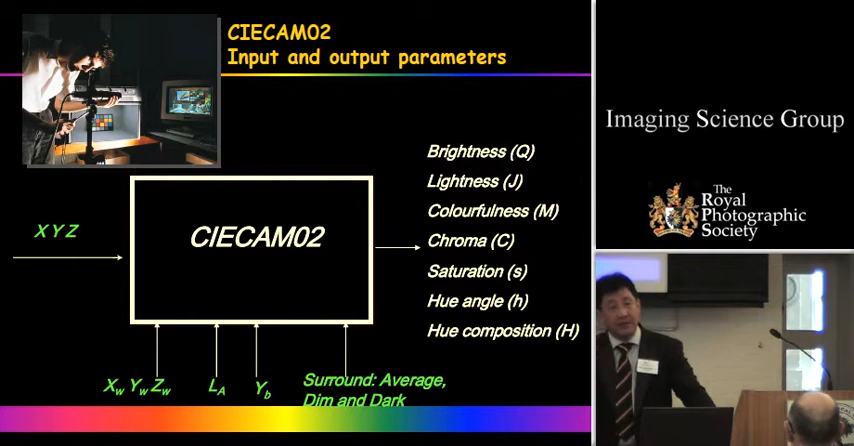 CIECAM02
Input and output parameters
X Y Z
CIECAM02
Brightness (Q)
Lightness (J)
Colourfulness (M)
Chroma (C)
Saturation (s)
Hue angle (h)
Hue composition (H)
Xw Yw Zw
LA
Yb
Surround: Average,
Dim and Dark
Imaging Science Group
The
Royal
Photographic
Society